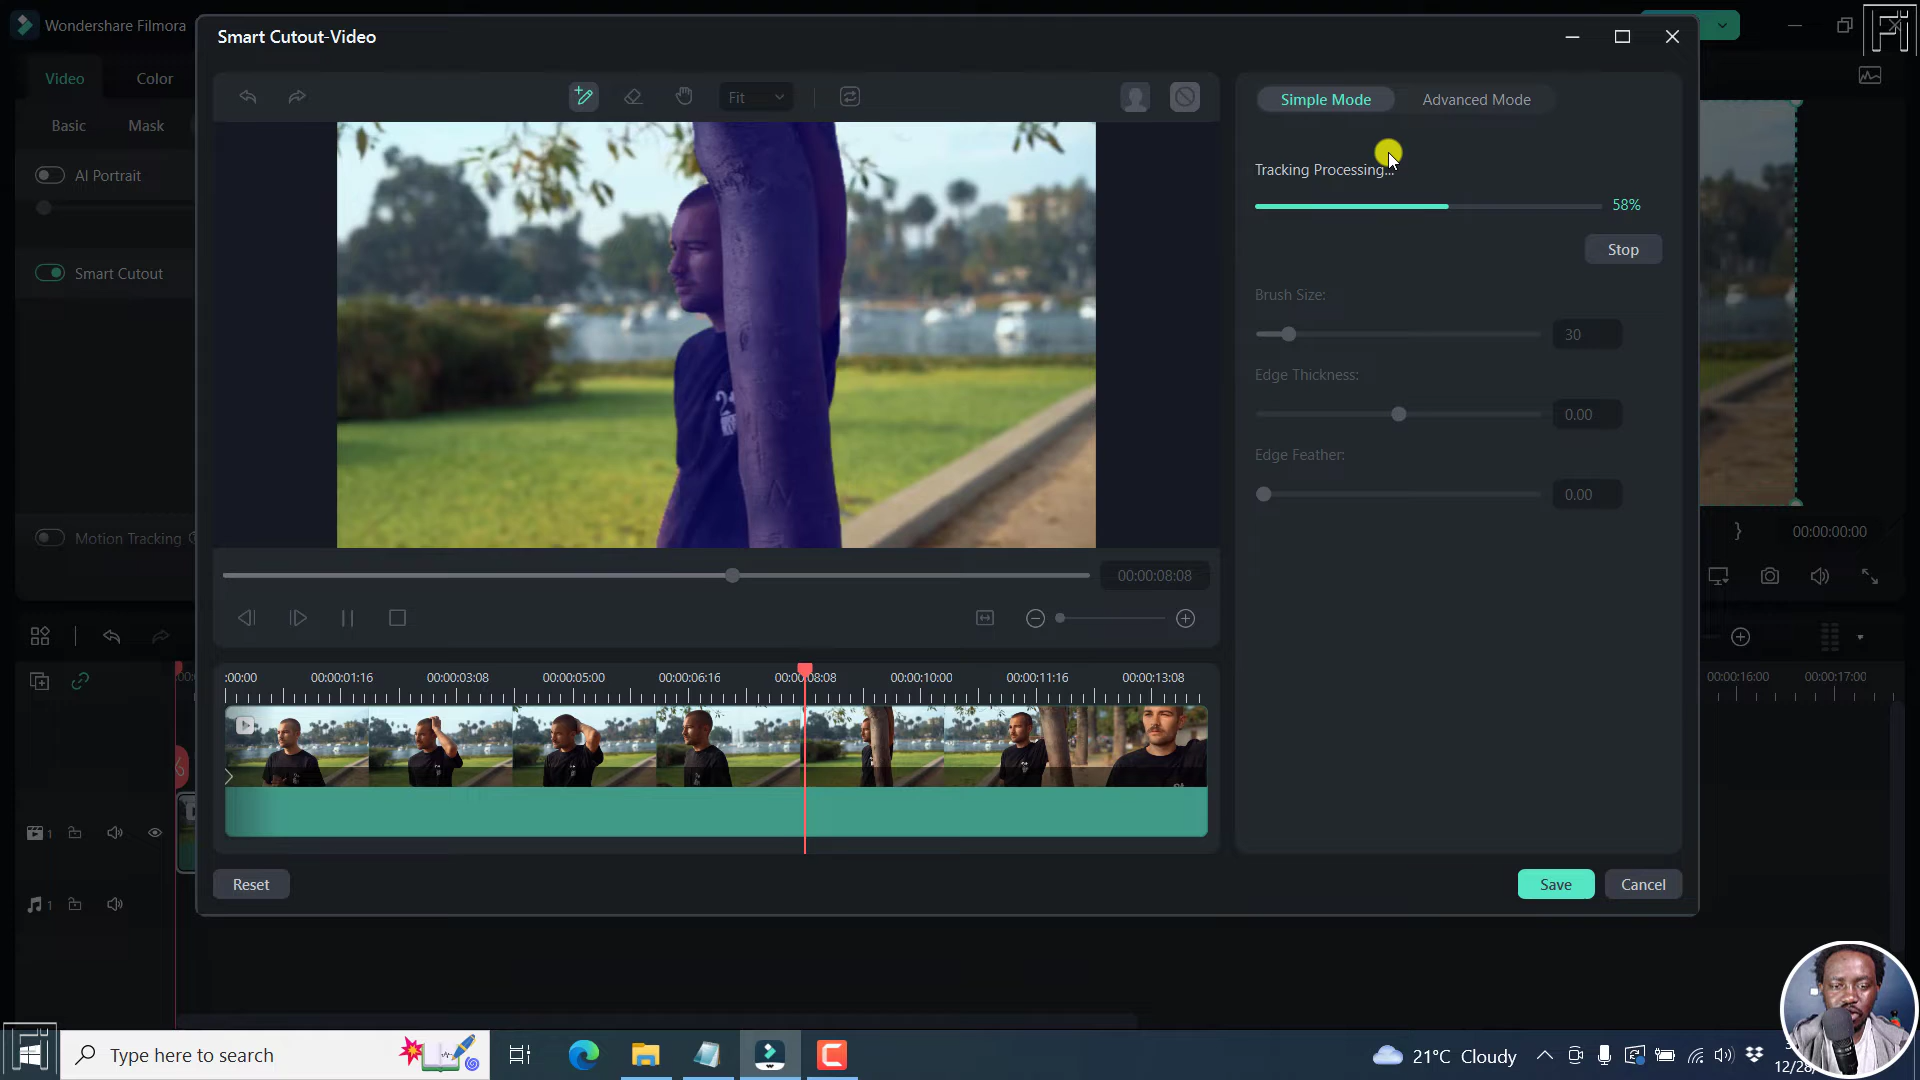 Wondershare Filmora
Smart Cutout-Video
Video
Color
Fit
Simple Mode
Advanced Mode
Basic
Mask
AI Portrait
Tracking Processing...
58%
Stop
Smart Cutout
Brush Size:
30
Edge Thickness:
0.00
Edge Feather:
0.00
Motion Tracking
00:00:00:00
00:00:08:08
:00:00
00:00:01:16
00:00:03:08
00:00:05:00
00:00:06:16
00:00:08:08
00:00:10:00
00:00:11:16
00:00:13:08
00:00:16:00
00:00:17:00
1
1
Reset
Save
Cancel
Type here to search
21°C Cloudy